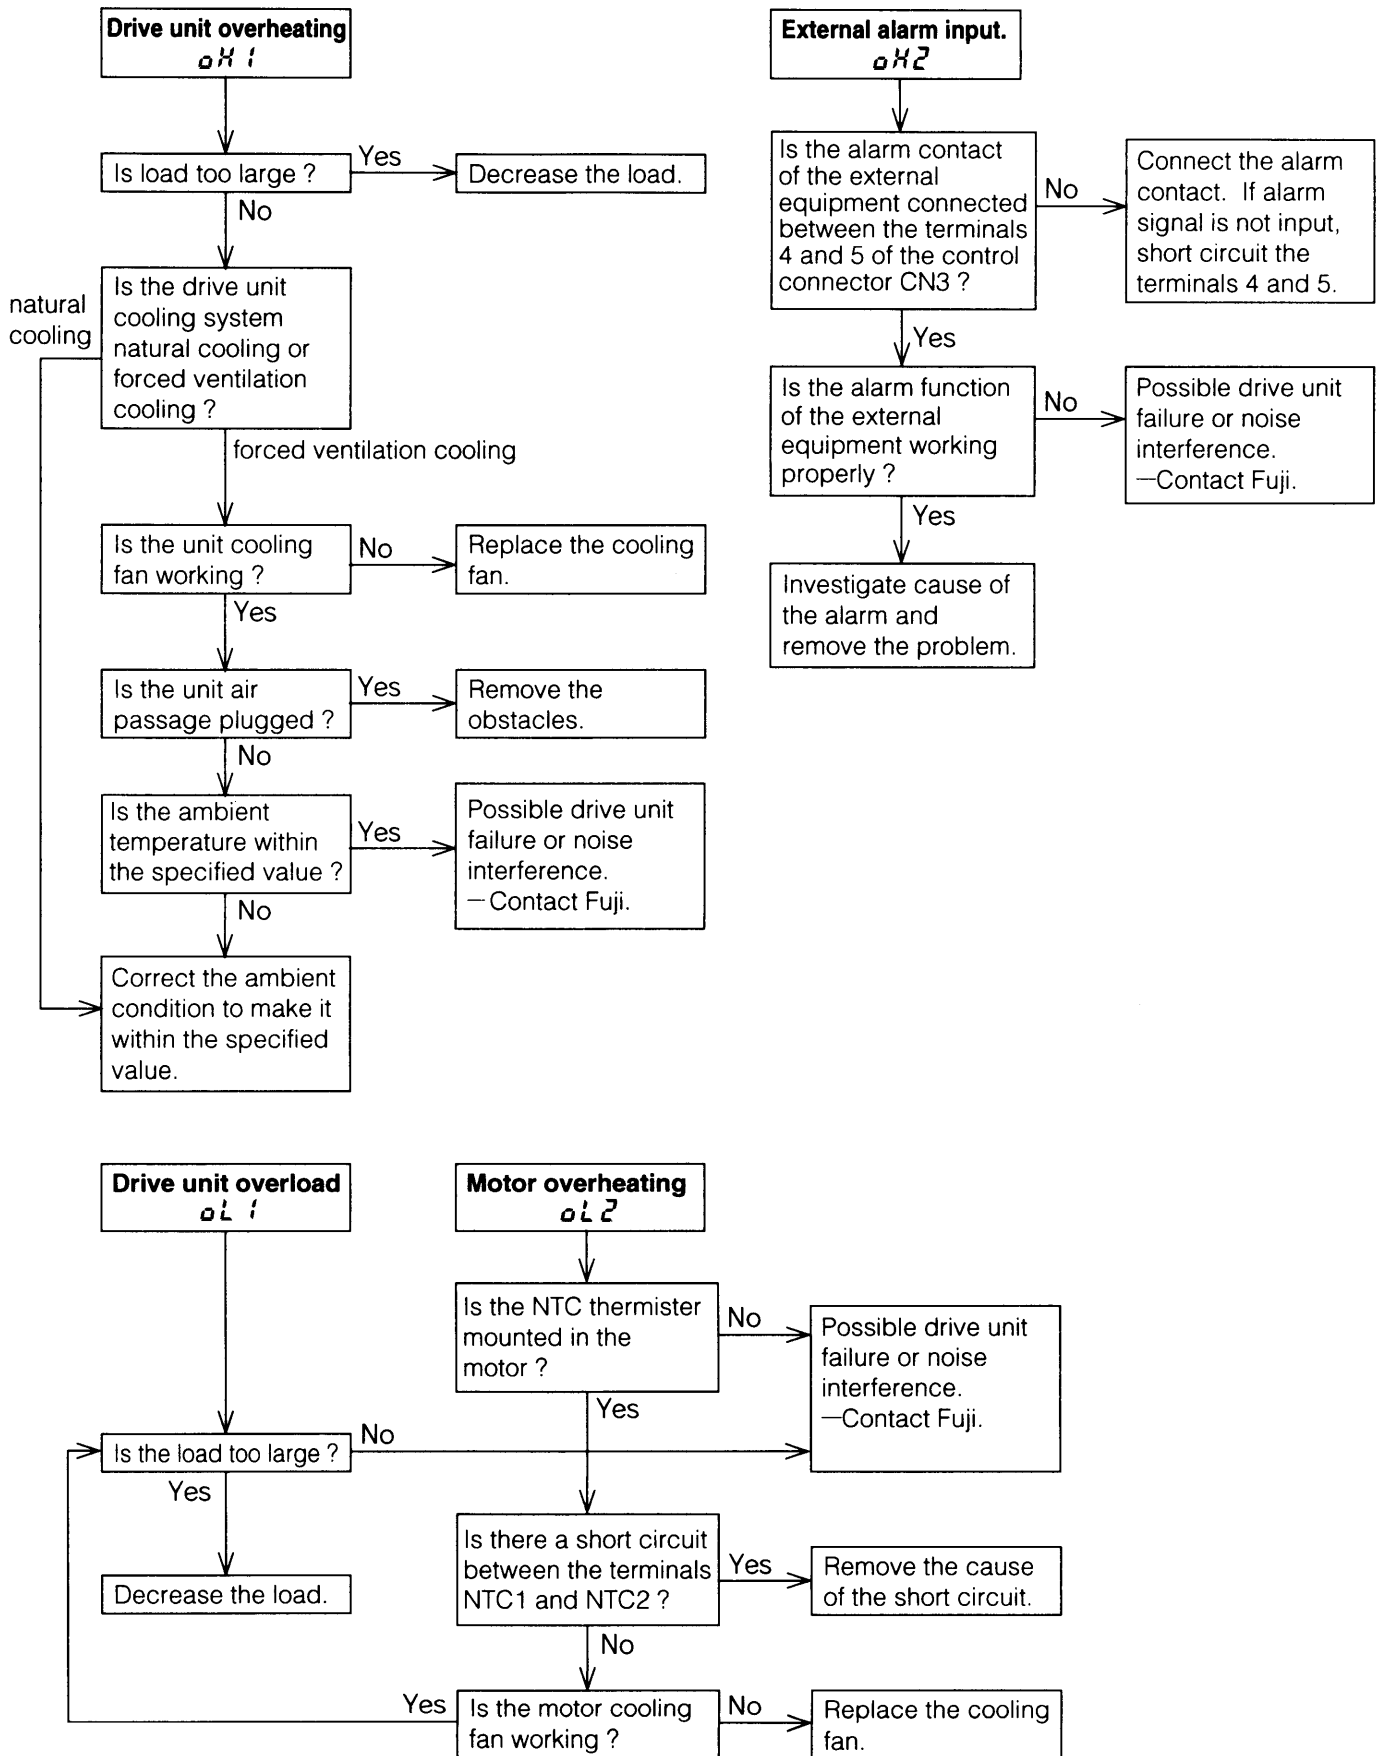 Drive unit overheating
oH1
Is load too large ?
Yes
Decrease the load.
No
Is the drive unit
cooling system
natural cooling or
forced ventilation
cooling ?
natural
cooling
forced ventilation cooling
Is the unit cooling
fan working ?
No
Replace the cooling
fan.
Yes
Is the unit air
passage plugged ?
Yes
Remove the
obstacles.
No
Is the ambient
temperature within
the specified value ?
Yes
Possible drive unit
failure or noise
interference.
—Contact Fuji.
No
Correct the ambient
condition to make it
within the specified
value.
External alarm input.
oH2
Is the alarm contact
of the external
equipment connected
between the terminals
4 and 5 of the control
connector CN3 ?
No
Connect the alarm
contact. If alarm
signal is not input,
short circuit the
terminals 4 and 5.
Yes
Is the alarm function
of the external
equipment working
properly ?
No
Possible drive unit
failure or noise
interference.
—Contact Fuji.
Yes
Investigate cause of
the alarm and
remove the problem.
Drive unit overload
oL1
Is the load too large ?
No
Yes
Decrease the load.
Motor overheating
oL2
Is the NTC thermister
mounted in the
motor ?
No
Possible drive unit
failure or noise
interference.
—Contact Fuji.
Yes
Is there a short circuit
between the terminals
NTC1 and NTC2 ?
Yes
Remove the cause
of the short circuit.
No
Is the motor cooling
fan working ?
Yes
No
Replace the cooling
fan.